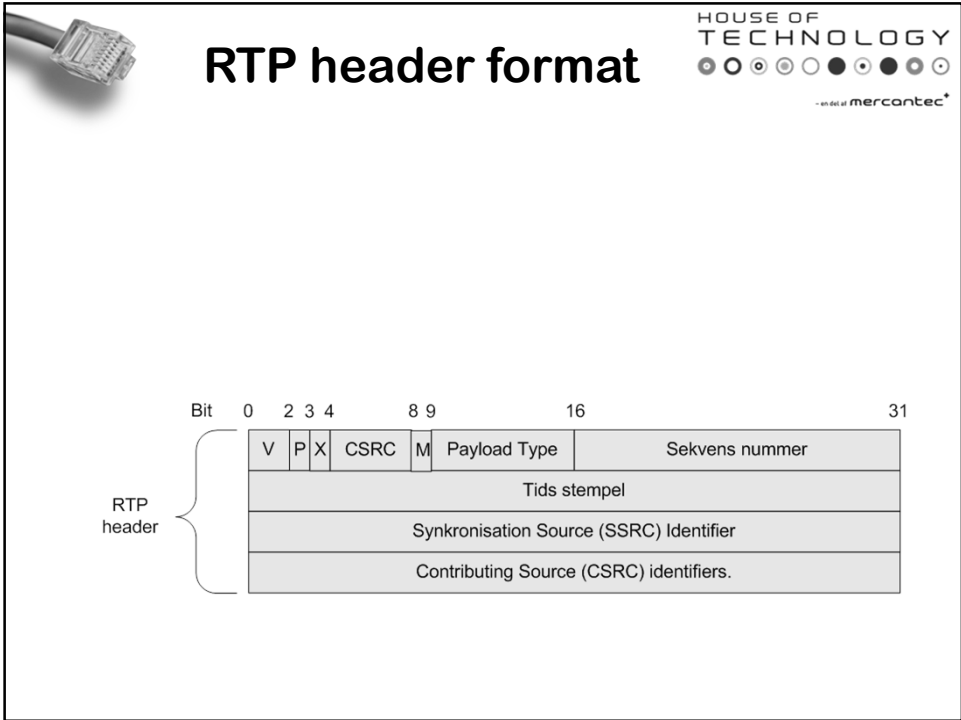 RTP header format
HOUSE OF
TECHNOLOGY
- en del af mercantec+
Bit 0 2 3 4 8 9 16 31
V P X CSRC M Payload Type Sekvens nummer
Tids stempel
RTP
header
Synkronisation Source (SSRC) Identifier
Contributing Source (CSRC) identifiers.